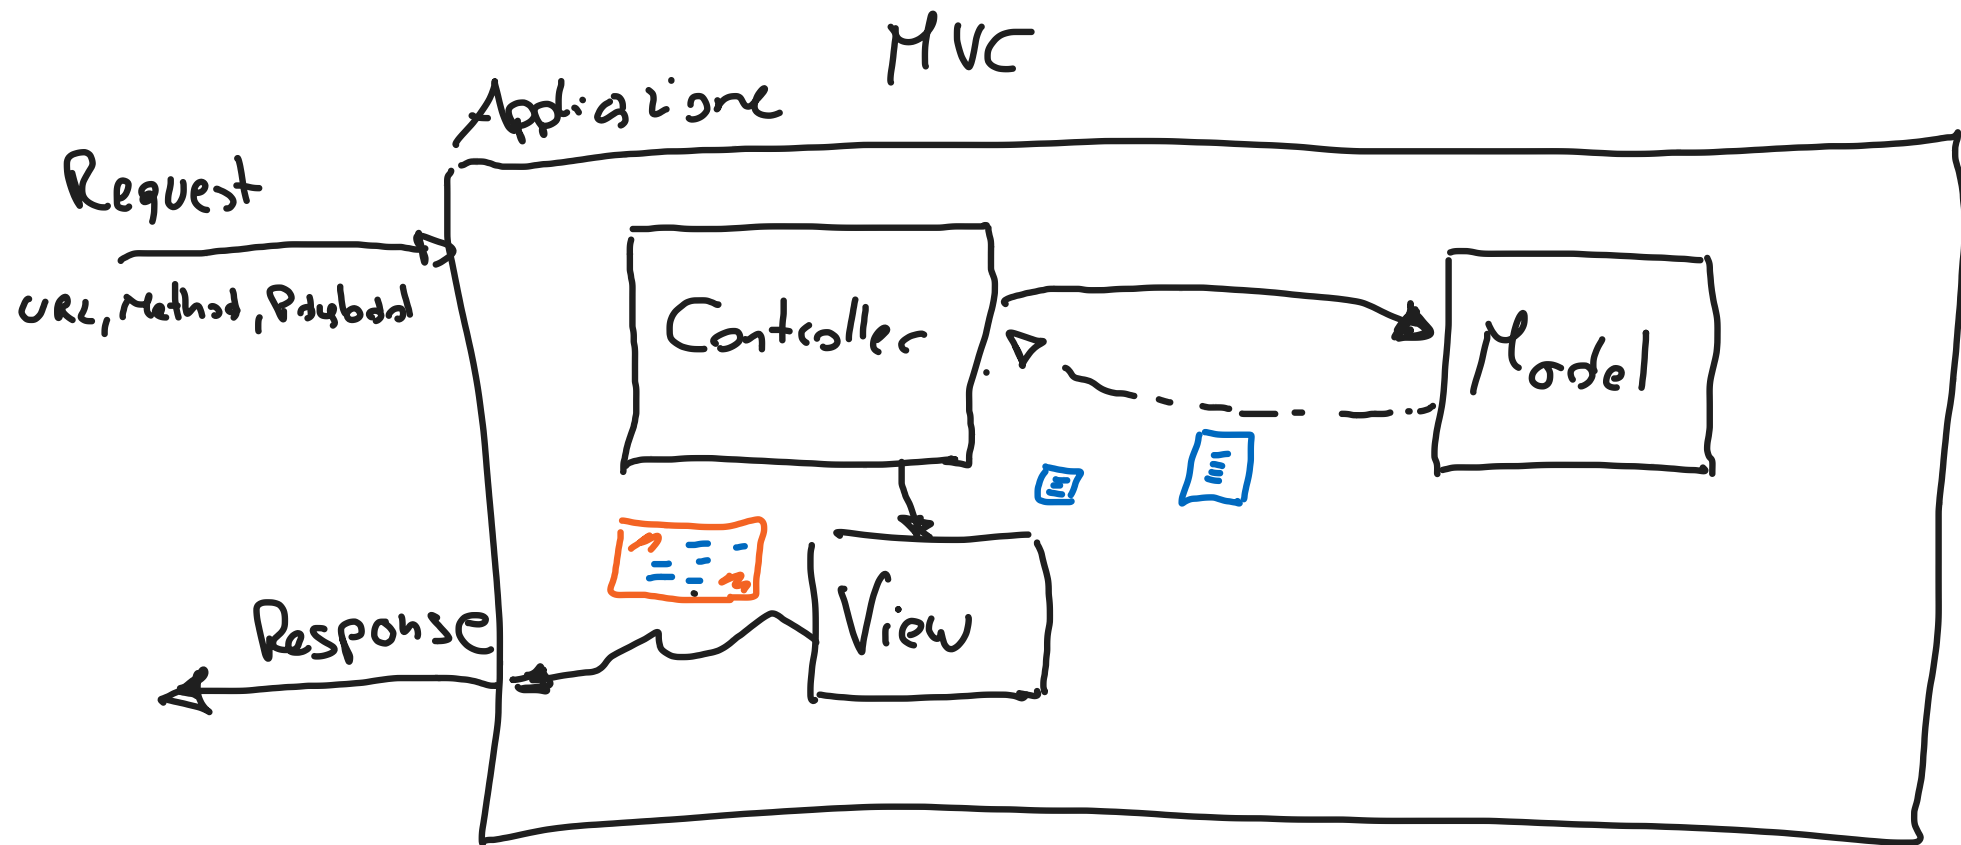 MVC
Applicazione
Request
URL, Method, Payload
Controller
Model
View
Response